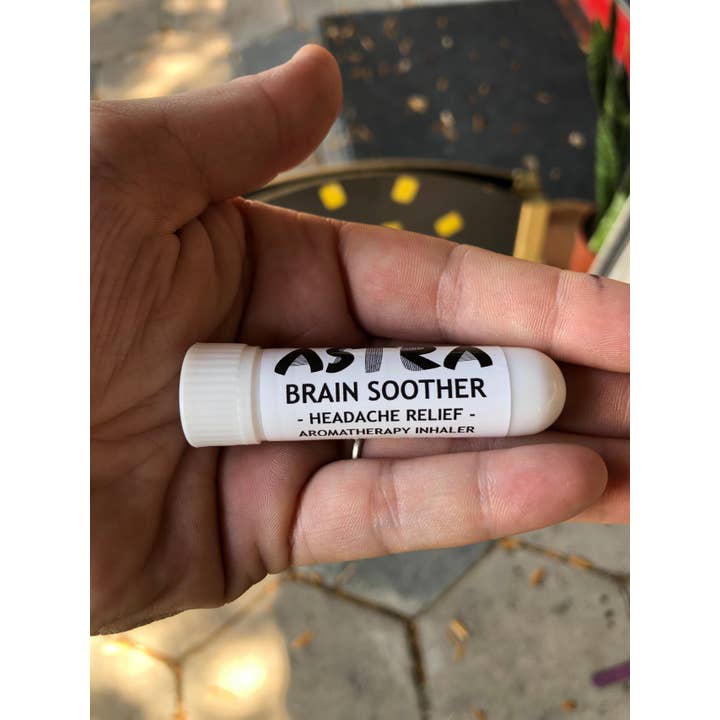 ASTRA
BRAIN SOOTHER
- HEADACHE RELIEF -
AROMATHERAPY INHALER